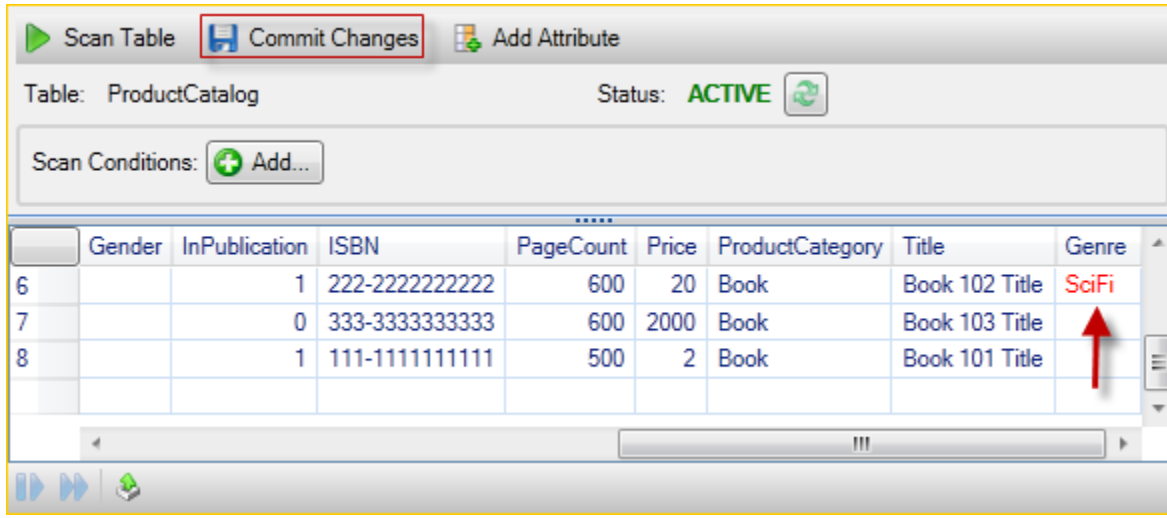 Scan Table Commit Changes Add Attribute
Table: ProductCatalog Status: ACTIVE
Scan Conditions: Add...
Gender InPublication ISBN PageCount Price ProductCategory Title Genre
6 1 222-2222222222 600 20 Book Book 102 Title SciFi
7 0 333-3333333333 600 2000 Book Book 103 Title
8 1 111-1111111111 500 2 Book Book 101 Title